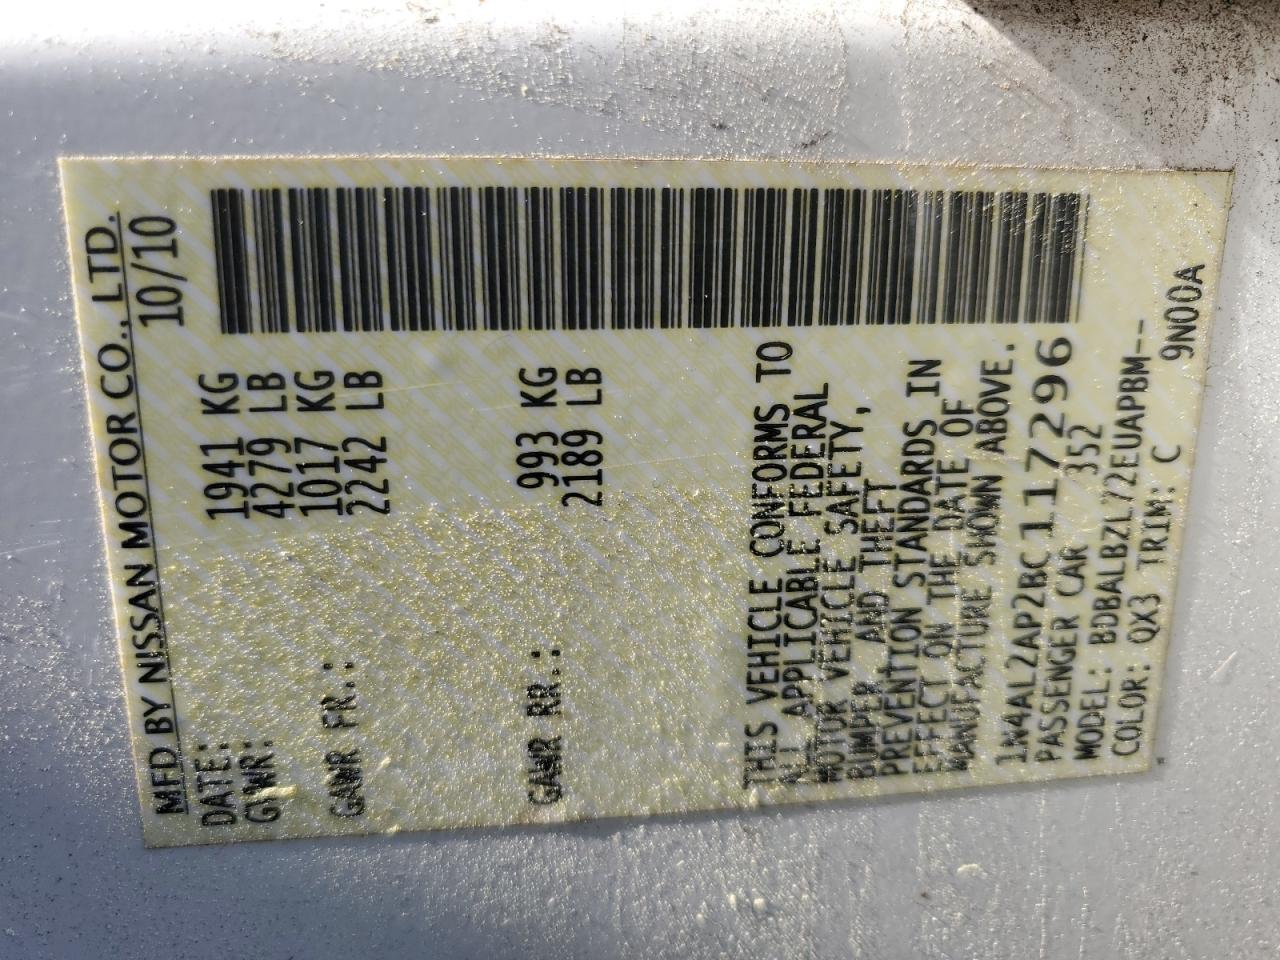 MFD BY NISSAN MOTOR CO., LTD.
DATE: 10/10
GVWR: 1941 KG
4279 LB
GAWR FR.: 1017 KG
2242 LB
GAWR RR.: 993 KG
2189 LB
THIS VEHICLE CONFORMS TO
ALL APPLICABLE FEDERAL
MOTOR VEHICLE SAFETY,
BUMPER AND THEFT
PREVENTION STANDARDS IN
EFFECT ON THE DATE OF
MANUFACTURE SHOWN ABOVE.
1N4AL2AP2BC117296
PASSENGER CAR 352
MODEL: BDBALBZL72EUAPBM--
COLOR: QX3 TRIM: C 9N00A